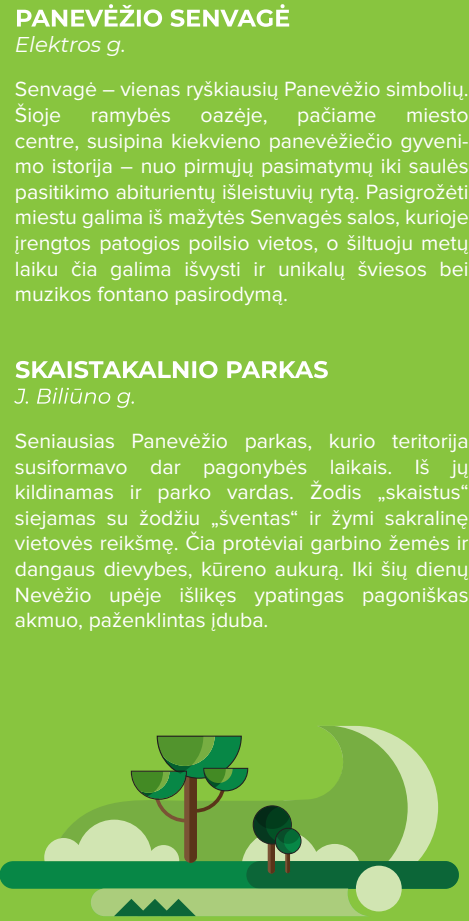 PANEVĖŽIO SENVAGĖ
Elektros g.
Senvagė – vienas ryškiausių Panevėžio simbolių.
Šioje ramybės oazėje, pačiame miesto
centre, susipina kiekvieno panevėžiečio gyveni-
mo istorija – nuo pirmųjų pasimatymų iki saulės
pasitikimo abiturientų išleistuvių rytą. Pasigrožėti
miestu galima iš mažytės Senvagės salos, kurioje
įrengtos patogios poilsio vietos, o šiltuoju metų
laiku čia galima išvysti ir unikalų šviesos bei
muzikos fontano pasirodymą.
SKAISTAKALNIO PARKAS
J. Biliūno g.
Seniausias Panevėžio parkas, kurio teritorija
susiformavo dar pagonybės laikais. Iš jų
kildinamas ir parko vardas. Žodis „skaistus“
siejamas su žodžiu „šventas“ ir žymi sakralinę
vietovės reikšmę. Čia protėviai garbino žemės ir
dangaus dievybes, kūreno aukurą. Iki šių dienų
Nevėžio upėje išlikęs ypatingas pagoniškas
akmuo, paženklintas įduba.